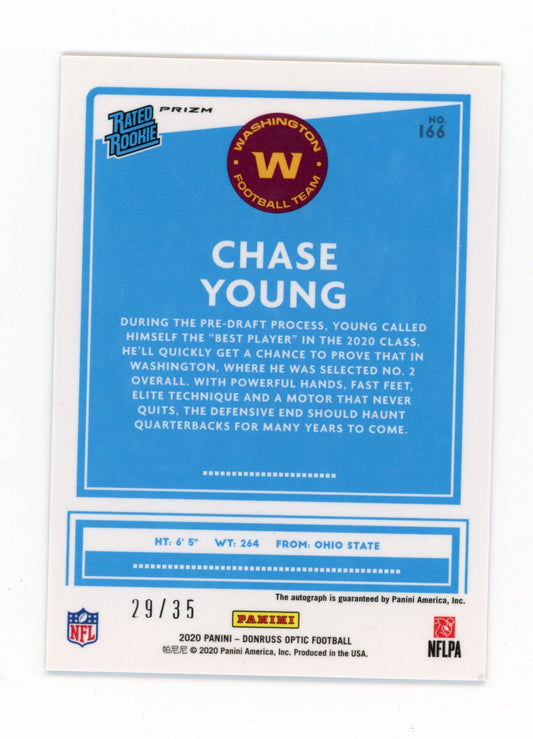 RATED
ROOKIE
PRIZM
NO.
166
WASHINGTON
W
FOOTBALL TEAM
CHASE
YOUNG
DURING THE PRE-DRAFT PROCESS, YOUNG CALLED
HIMSELF THE "BEST PLAYER" IN THE 2020 CLASS.
HE'LL QUICKLY GET A CHANCE TO PROVE THAT IN
WASHINGTON, WHERE HE WAS SELECTED NO. 2
OVERALL. WITH POWERFUL HANDS, FAST FEET,
ELITE TECHNIQUE AND A MOTOR THAT NEVER
QUITS, THE DEFENSIVE END SHOULD HAUNT
QUARTERBACKS FOR MANY YEARS TO COME.
HT: 6' 5" WT: 264 FROM: OHIO STATE
The autograph is guaranteed by Panini America, Inc.
29/35
PANINI
NFL
NFLPA
2020 PANINI – DONRUSS OPTIC FOOTBALL
帕尼尼 © 2020 Panini America, Inc. Produced in the USA.